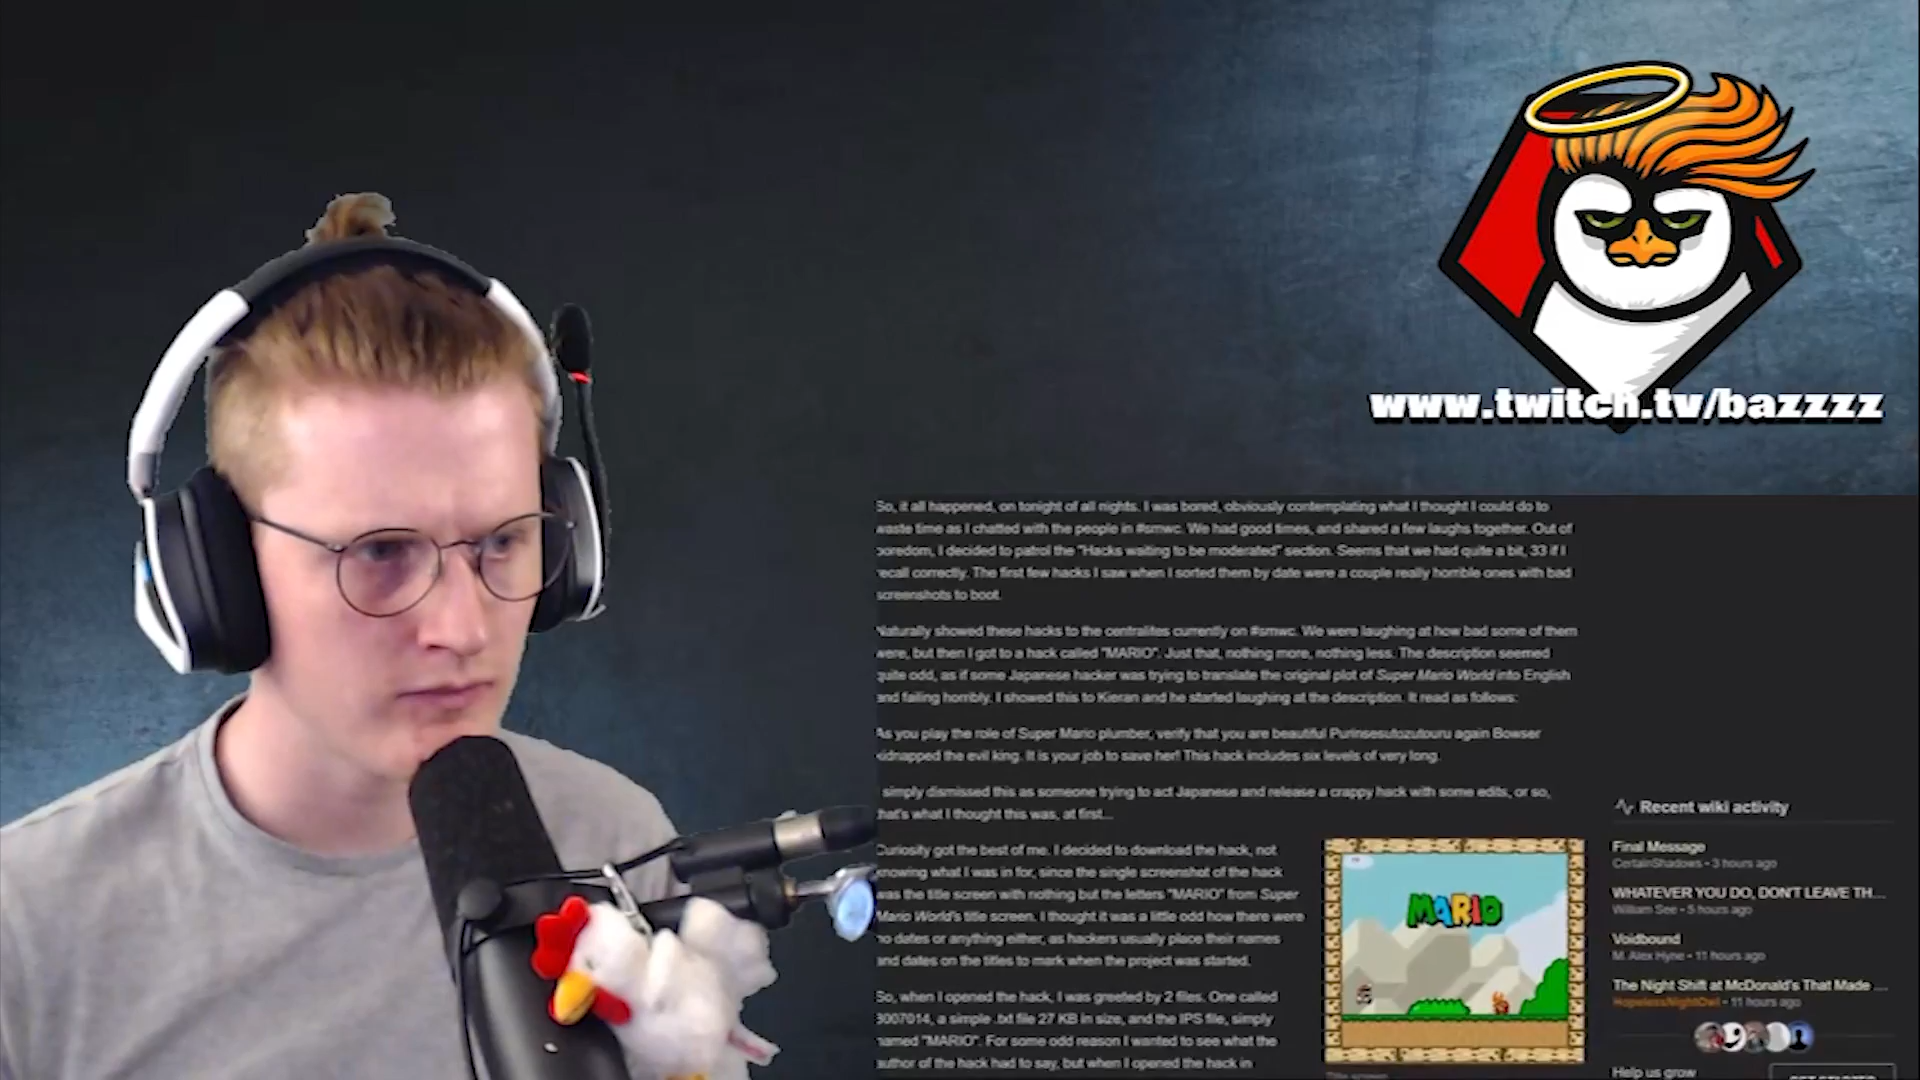 www.twitch.tv/bazzzz
So, it all happened, on tonight of all nights. I was bored, obviously contemplating what I thought I could do to
waste time as I chatted with the people in #smwc. We had good times, and shared a few laughs together. Out of
boredom, I decided to patrol the "Hacks waiting to be moderated" section. Seems that we had quite a bit, 33 if I
recall correctly. The first few hacks I saw when I sorted them by date were a couple really horrible ones with bad
screenshots to boot.
Naturally showed these hacks to the centralites currently on #smwc. We were laughing at how bad some of them
were, but then I got to a hack called "MARIO". Just that, nothing more, nothing less. The description seemed
quite odd, as if some Japanese hacker was trying to translate the original plot of Super Mario World into English
and failing horribly. I showed this to Kieran and he started laughing at the description. It read as follows:
As you play the role of Super Mario plumber, verify that you are beautiful Purinsesutozutouru again Bowser
kidnapped the evil king. It is your job to save her! This hack includes six levels of very long.
I simply dismissed this as someone trying to act Japanese and release a crappy hack with some edits, or so,
that's what I thought this was, at first...
Curiosity got the best of me. I decided to download the hack, not
knowing what I was in for, since the single screenshot of the hack
was the title screen with nothing but the letters "MARIO" from Super
Mario World's title screen. I thought it was a little odd how there were
no dates or anything either, as hackers usually place their names
and dates on the titles to mark when the project was started.
So, when I opened the hack, I was greeted by 2 files. One called
3007014, a simple .txt file 27 KB in size, and the IPS file, simply
named "MARIO". For some odd reason I wanted to see what the
author of the hack had to say, but when I opened the hack in
MARIO
Title screen
Recent wiki activity
Final Message
CertainShadows • 3 hours ago
WHATEVER YOU DO, DON'T LEAVE TH...
William See • 5 hours ago
Voidbound
M. Alex Hyne • 11 hours ago
The Night Shift at McDonald's That Made ...
HopelessNightOwl • 11 hours ago
Help us grow
GET STARTED